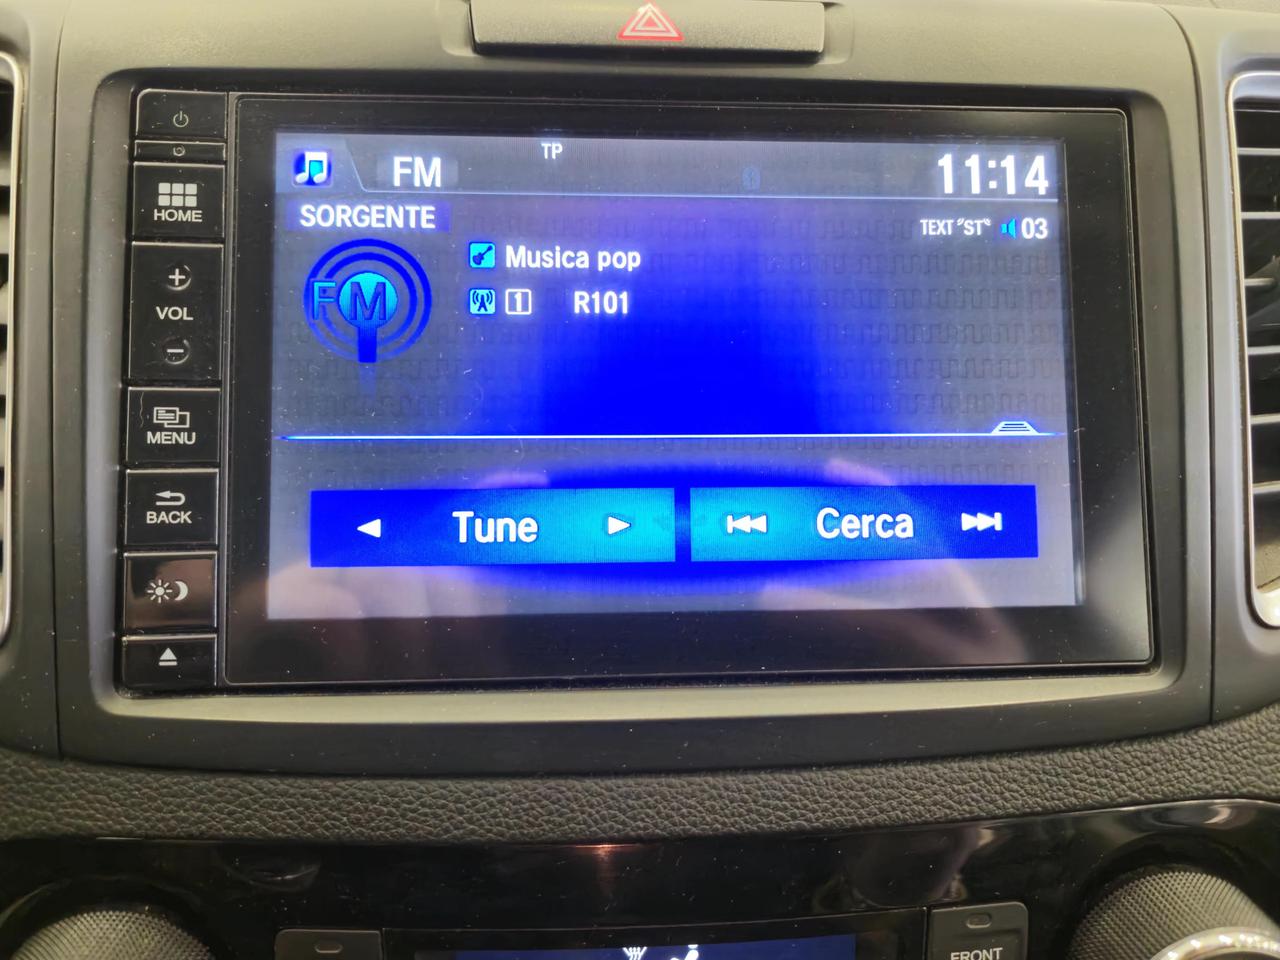 FM
TP
11:14
SORGENTE
TEXT "ST" 03
FM
Musica pop
1 R101
Tune
Cerca
HOME
+
VOL
−
MENU
BACK
FRONT